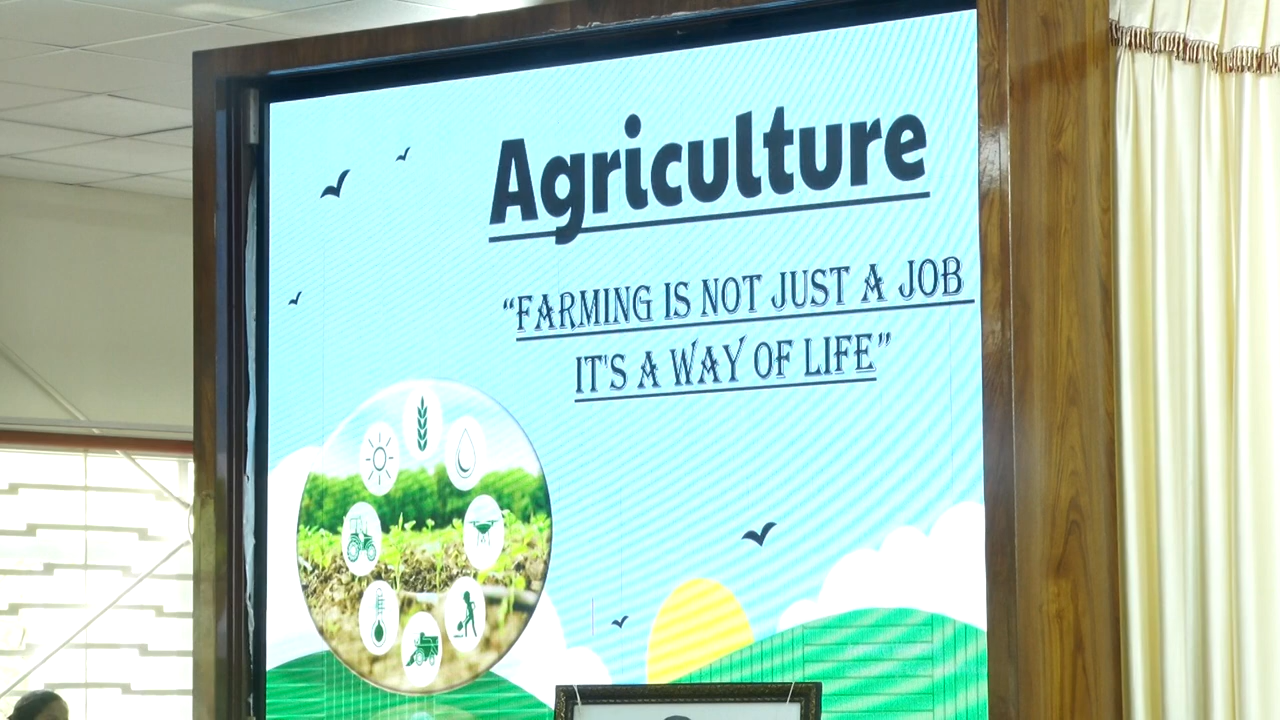 Agriculture
“FARMING IS NOT JUST A JOB
IT'S A WAY OF LIFE”